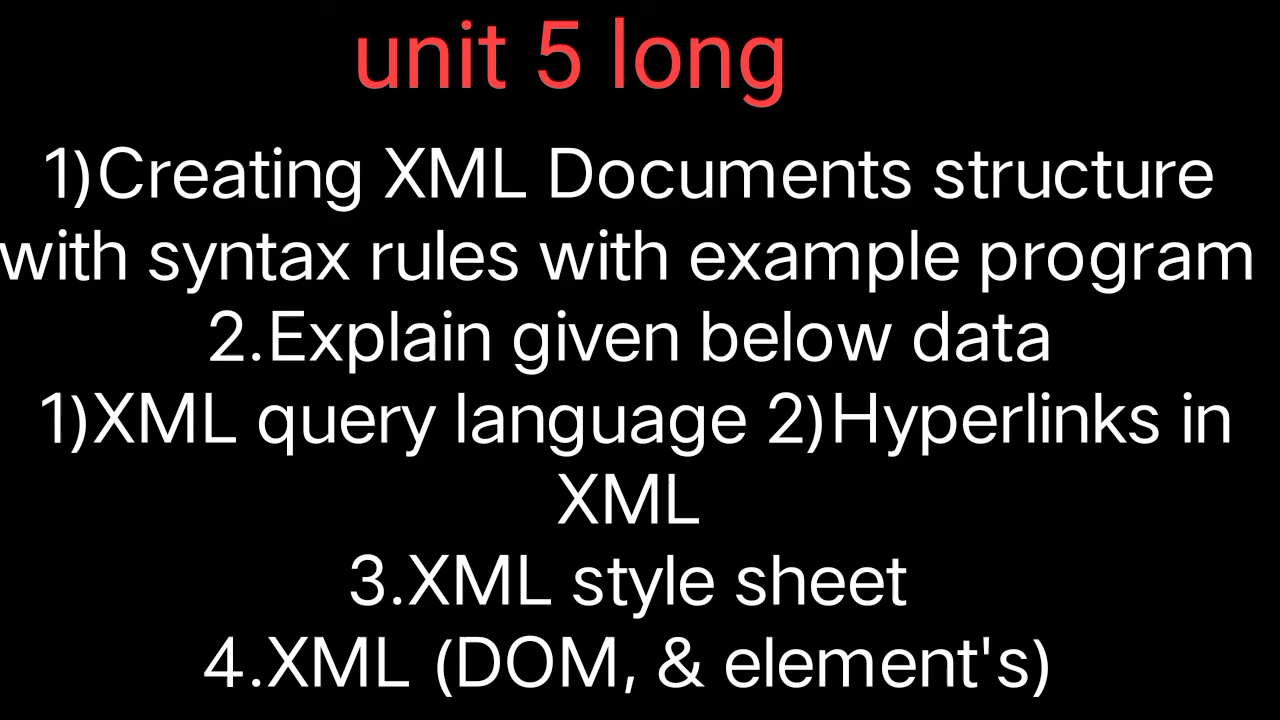 unit 5 long
1)Creating XML Documents structure
with syntax rules with example program
2.Explain given below data
1)XML query language 2)Hyperlinks in
XML
3.XML style sheet
4.XML (DOM, & element's)